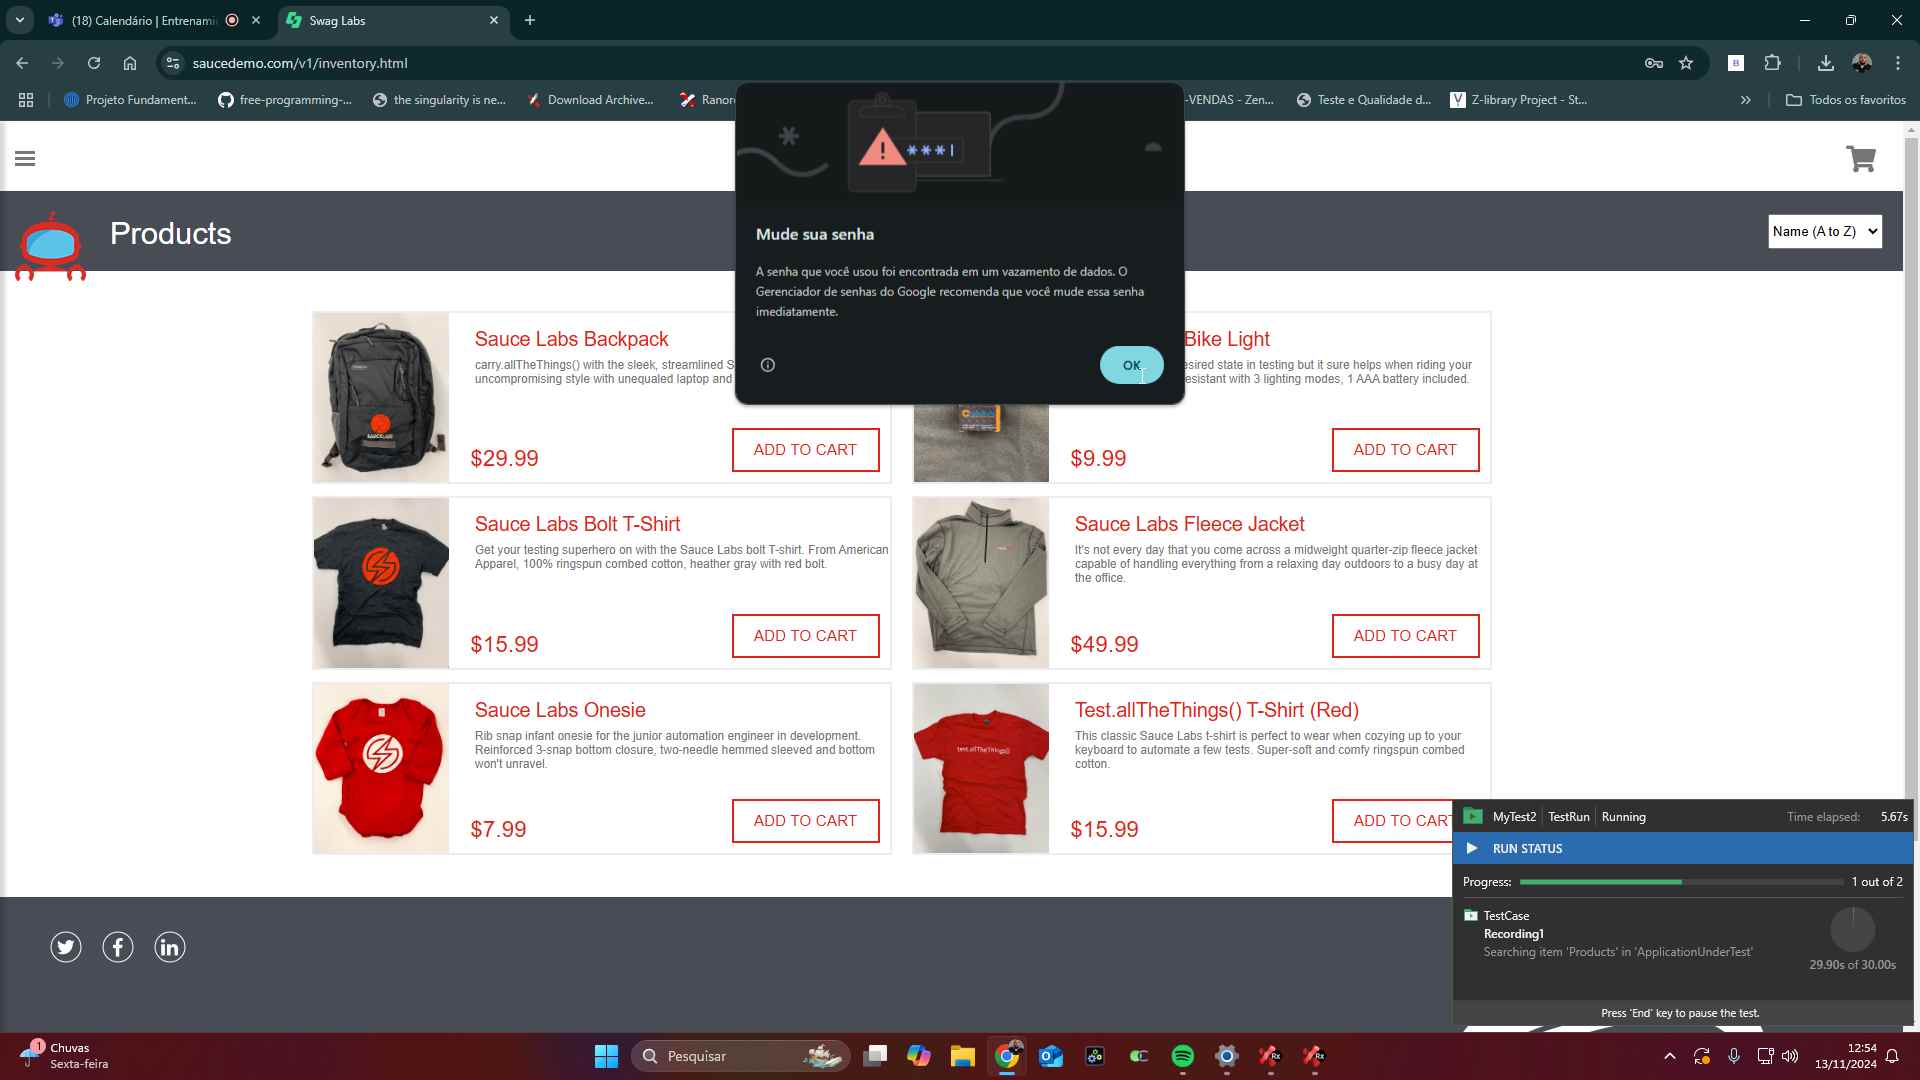 (18) Calendário | Entrenami
Swag Labs
saucedemo.com/v1/inventory.html
Projeto Fundament...
free-programming-...
the singularity is ne...
Download Archive...
Ranor
-VENDAS - Zen...
Teste e Qualidade d...
Z-library Project - St...
Todos os favoritos
Mude sua senha
A senha que você usou foi encontrada em um vazamento de dados. O
Gerenciador de senhas do Google recomenda que você mude essa senha
imediatamente.
OK
Products
Name (A to Z)
Sauce Labs Backpack
carry.allTheThings() with the sleek, streamlined S
uncompromising style with unequaled laptop and
$29.99
ADD TO CART
Bike Light
esired state in testing but it sure helps when riding your
esistant with 3 lighting modes, 1 AAA battery included.
$9.99
ADD TO CART
Sauce Labs Bolt T-Shirt
Get your testing superhero on with the Sauce Labs bolt T-shirt. From American
Apparel, 100% ringspun combed cotton, heather gray with red bolt.
$15.99
ADD TO CART
Sauce Labs Fleece Jacket
It's not every day that you come across a midweight quarter-zip fleece jacket
capable of handling everything from a relaxing day outdoors to a busy day at
the office.
$49.99
ADD TO CART
Sauce Labs Onesie
Rib snap infant onesie for the junior automation engineer in development.
Reinforced 3-snap bottom closure, two-needle hemmed sleeved and bottom
won't unravel.
$7.99
ADD TO CART
Test.allTheThings() T-Shirt (Red)
This classic Sauce Labs t-shirt is perfect to wear when cozying up to your
keyboard to automate a few tests. Super-soft and comfy ringspun combed
cotton.
test.allTheThings()
$15.99
ADD TO CART
MyTest2 | TestRun | Running
Time elapsed: 5.67s
RUN STATUS
Progress: 1 out of 2
TestCase
Recording1
Searching item 'Products' in 'ApplicationUnderTest'
29.90s of 30.00s
Press 'End' key to pause the test.
1
Chuvas
Sexta-feira
Pesquisar
12:54
13/11/2024